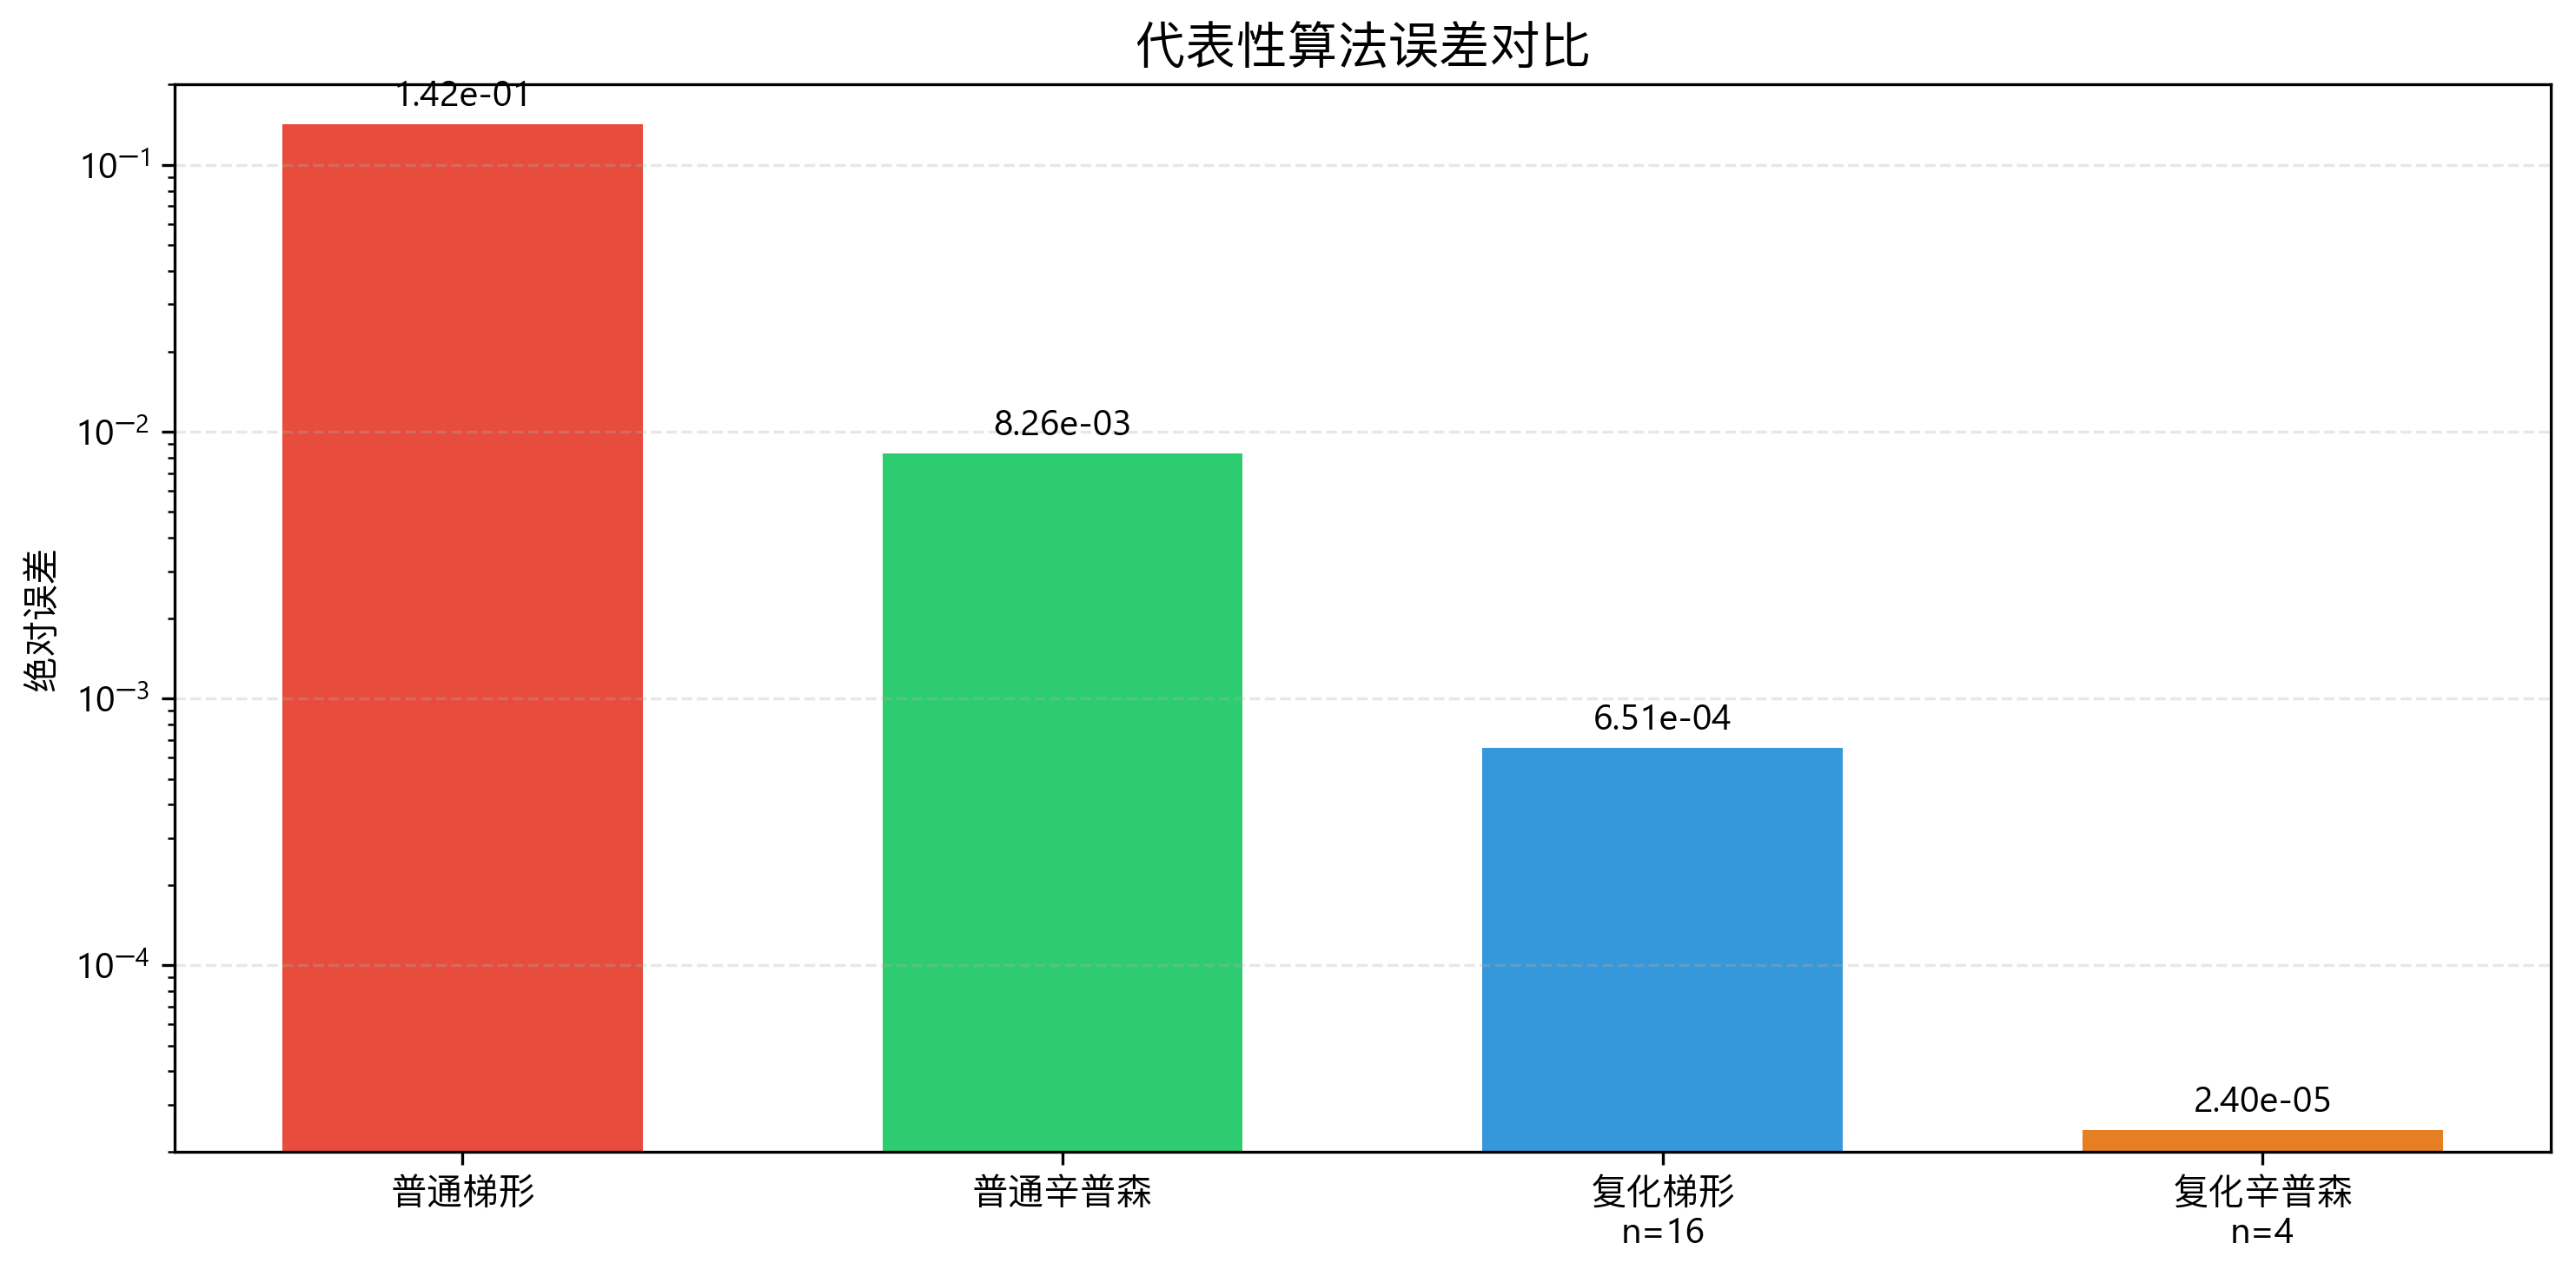 代表性算法误差对比
1.42e-01
10⁻¹
8.26e-03
10⁻²
绝对误差
10⁻³
6.51e-04
10⁻⁴
2.40e-05
普通梯形
普通辛普森
复化梯形
n=16
复化辛普森
n=4